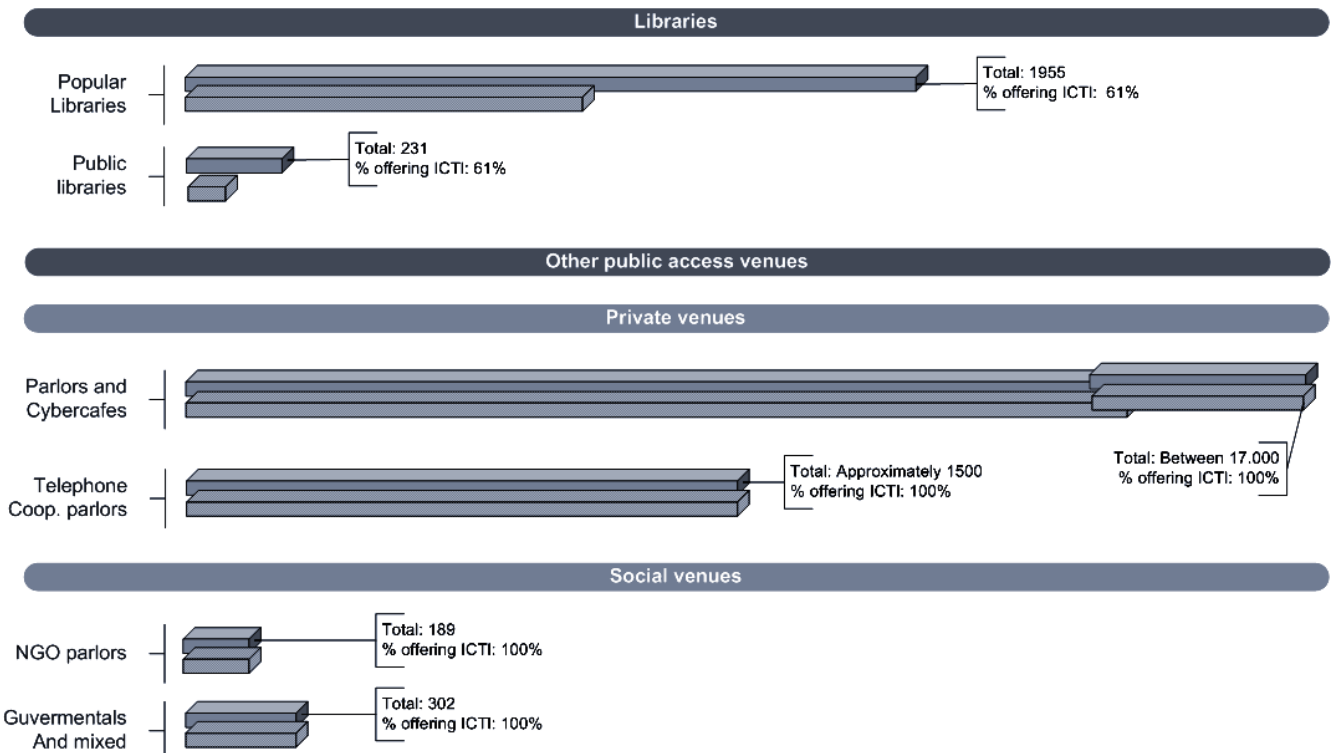 Libraries
Popular
Libraries
Total: 1955
% offering ICTI: 61%
Public
libraries
Total: 231
% offering ICTI: 61%
Other public access venues
Private venues
Parlors and
Cybercafes
Total: Between 17.000
% offering ICTI: 100%
Telephone
Coop. parlors
Total: Approximately 1500
% offering ICTI: 100%
Social venues
NGO parlors
Total: 189
% offering ICTI: 100%
Guvermentals
And mixed
Total: 302
% offering ICTI: 100%